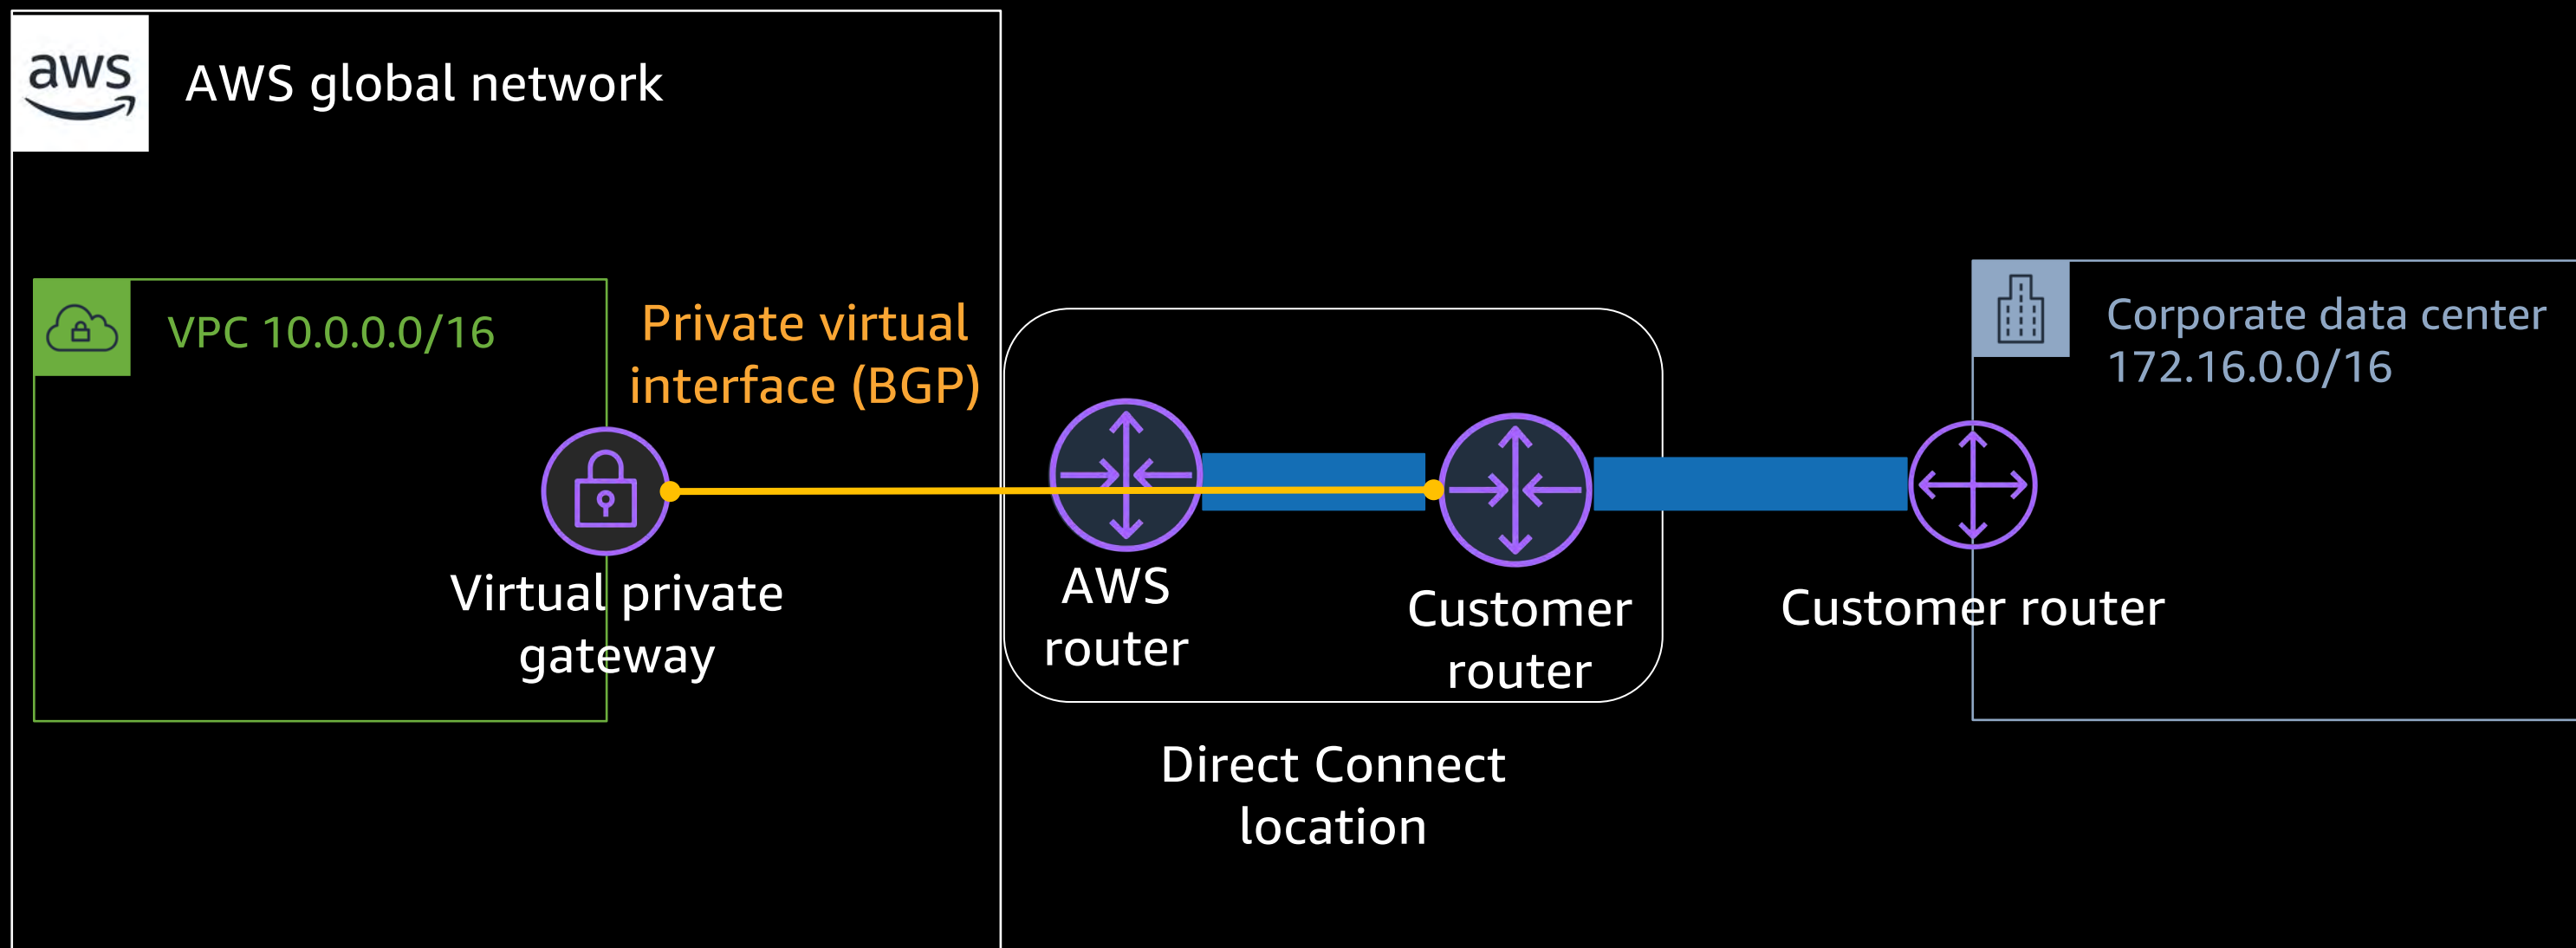 aws
AWS global network
VPC 10.0.0.0/16
Private virtual
interface (BGP)
Virtual private
gateway
AWS
router
Customer
router
Direct Connect
location
Customer router
Corporate data center
172.16.0.0/16